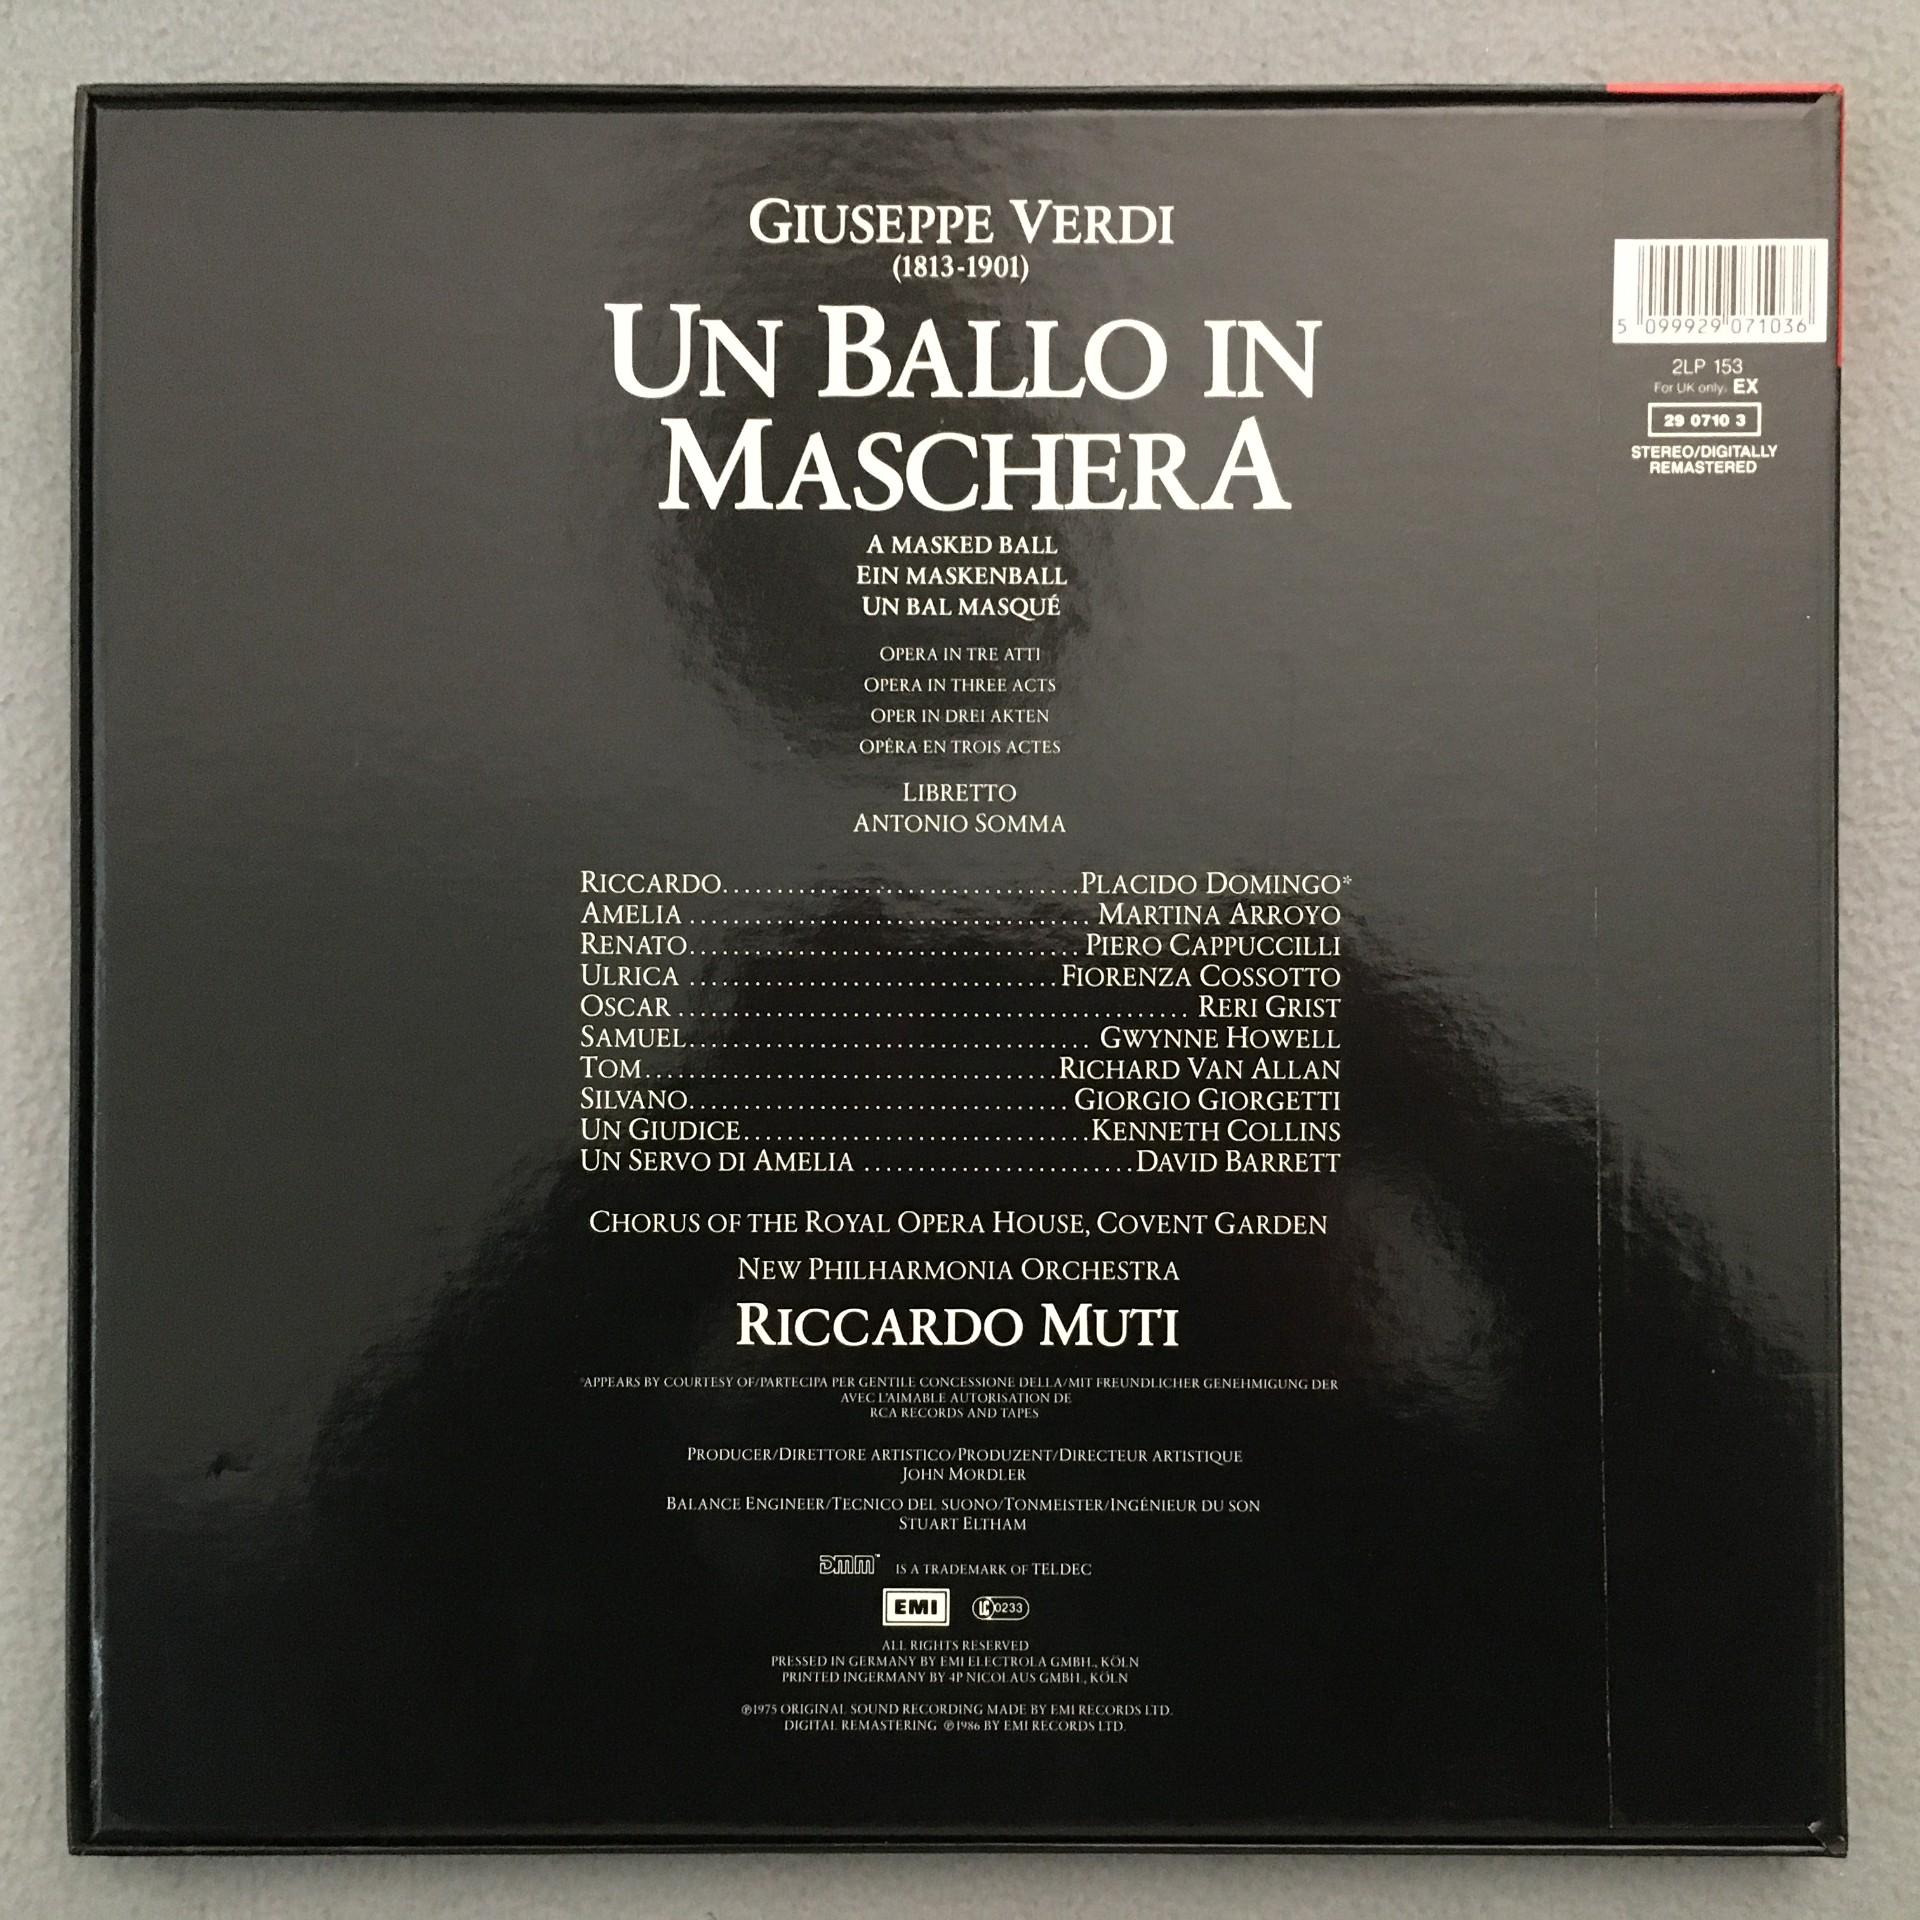 GIUSEPPE VERDI
(1813-1901)
UN BALLO IN
MASCHERA
A MASKED BALL
EIN MASKENBALL
UN BAL MASQUÉ
OPERA IN TRE ATTI
OPERA IN THREE ACTS
OPER IN DREI AKTEN
OPÉRA EN TROIS ACTES
LIBRETTO
ANTONIO SOMMA
RICCARDO.................................PLACIDO DOMINGO*
AMELIA ..................................... MARTINA ARROYO
RENATO.................................... PIERO CAPPUCCILLI
ULRICA ..................................FIORENZA COSSOTTO
OSCAR ............................................... RERI GRIST
SAMUEL..................................... GWYNNE HOWELL
TOM......................................RICHARD VAN ALLAN
SILVANO................................... GIORGIO GIORGETTI
UN GIUDICE................................KENNETH COLLINS
UN SERVO DI AMELIA .........................DAVID BARRETT
CHORUS OF THE ROYAL OPERA HOUSE, COVENT GARDEN
NEW PHILHARMONIA ORCHESTRA
RICCARDO MUTI
*APPEARS BY COURTESY OF/PARTECIPA PER GENTILE CONCESSIONE DELLA/MIT FREUNDLICHER GENEHMIGUNG DER
AVEC L'AIMABLE AUTORISATION DE
RCA RECORDS AND TAPES
PRODUCER/DIRETTORE ARTISTICO/PRODUZENT/DIRECTEUR ARTISTIQUE
JOHN MORDLER
BALANCE ENGINEER/TECNICO DEL SUONO/TONMEISTER/INGÉNIEUR DU SON
STUART ELTHAM
DMM™ IS A TRADEMARK OF TELDEC
EMI LC 0233
ALL RIGHTS RESERVED
PRESSED IN GERMANY BY EMI ELECTROLA GMBH., KÖLN
PRINTED INGERMANY BY 4P NICOLAUS GMBH., KÖLN
℗1975 ORIGINAL SOUND RECORDING MADE BY EMI RECORDS LTD.
DIGITAL REMASTERING ℗1986 BY EMI RECORDS LTD.
5 099929 071036
2LP 153
For UK only: EX
29 0710 3
STEREO/DIGITALLY
REMASTERED